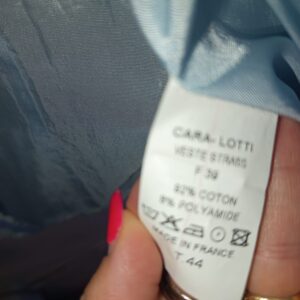 CARA- LOTTI
VESTE STRASS
F 39
92% COTON
8% POLYAMIDE
MADE IN FRANCE
T 44